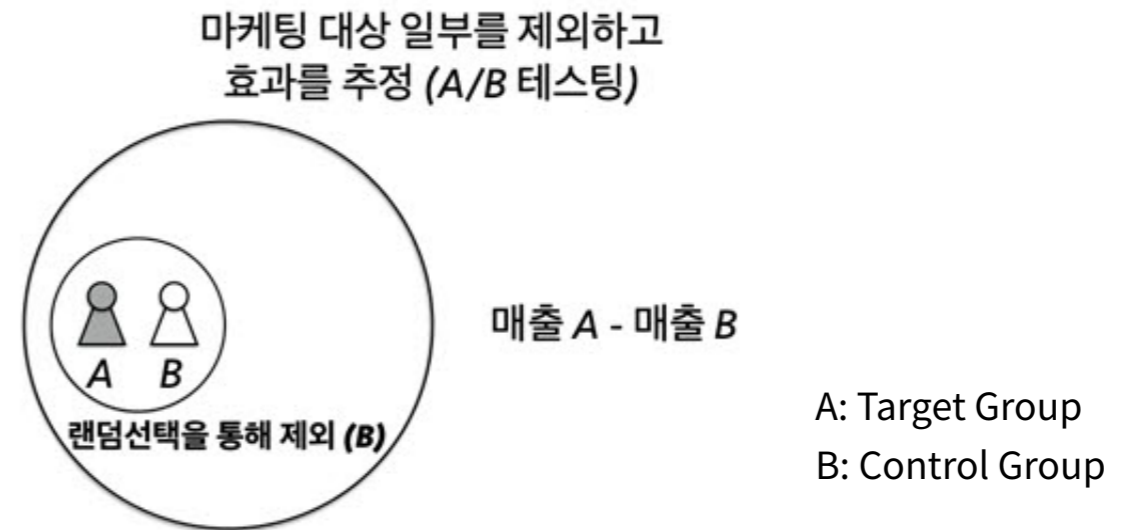 마케팅 대상 일부를 제외하고
효과를 추정 (A/B 테스팅)
A B
랜덤선택을 통해 제외 (B)
매출 A - 매출 B
A: Target Group
B: Control Group